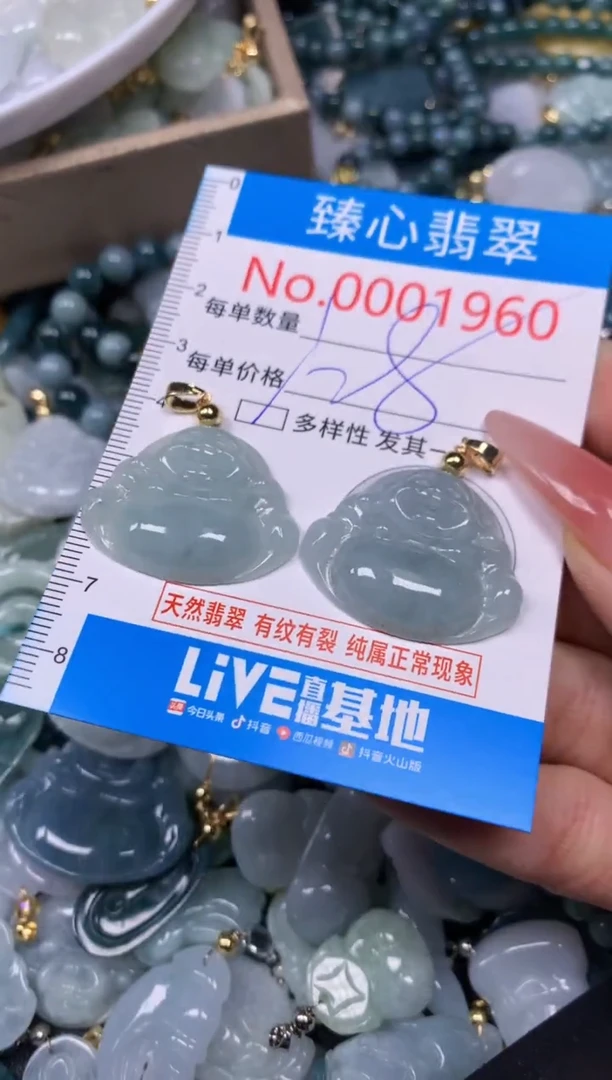 臻心翡翠
No.0001960
每单数量
每单价格 128
多样性 发其一
天然翡翠 有纹有裂 纯属正常现象
LiVE直播基地
头条 今日头条 抖音 西瓜视频 抖音火山版
0
1
2
3
4
7
8